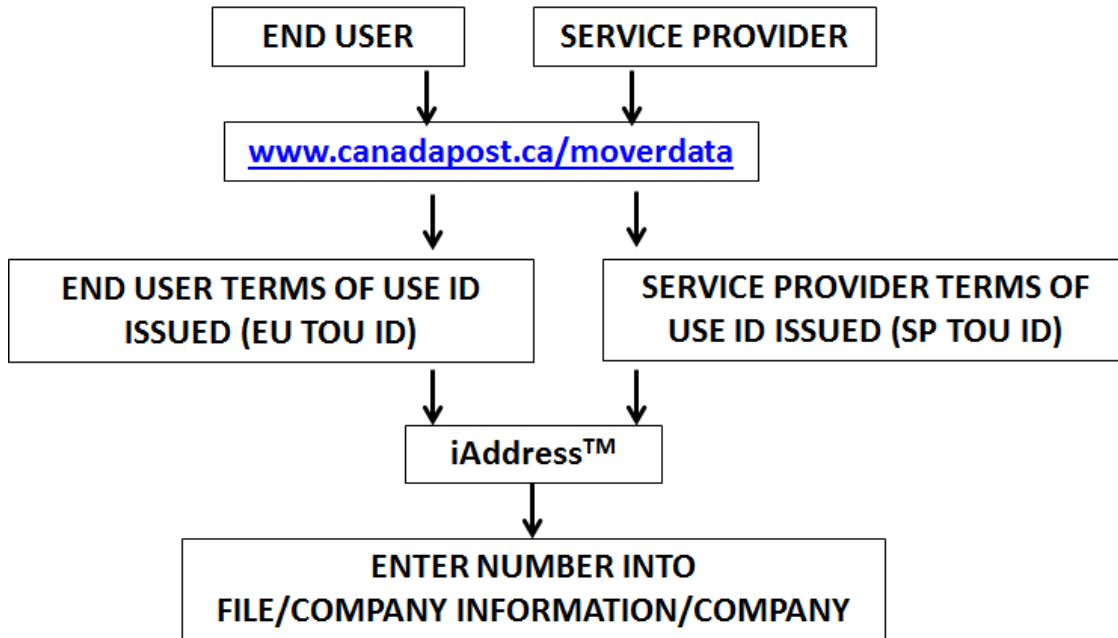 END USER
SERVICE PROVIDER
www.canadapost.ca/moverdata
END USER TERMS OF USE ID
ISSUED (EU TOU ID)
SERVICE PROVIDER TERMS OF
USE ID ISSUED (SP TOU ID)
iAddress™
ENTER NUMBER INTO
FILE/COMPANY INFORMATION/COMPANY